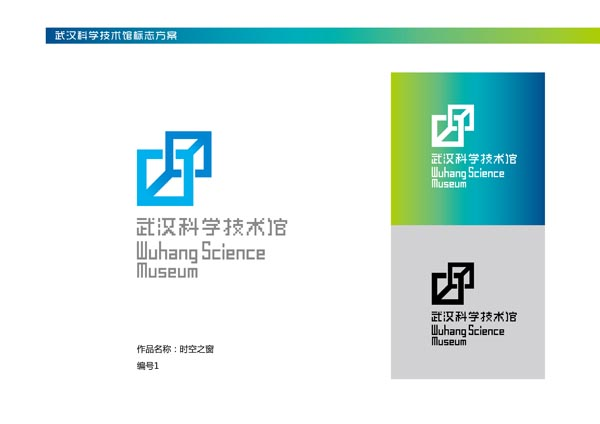 武汉科学技术馆标志方案
武汉科学技术馆
Wuhang Science
Museum
作品名称：时空之窗
编号1
武汉科学技术馆
Wuhang Science
Museum
武汉科学技术馆
Wuhang Science
Museum